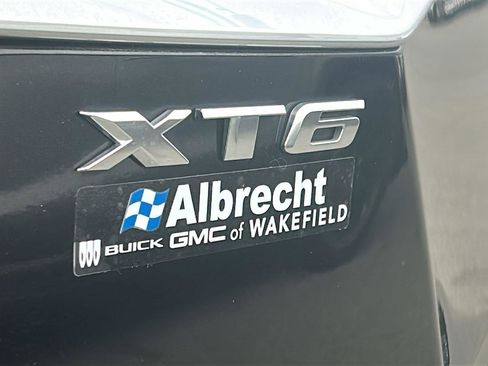 XT6
Albrecht
BUICK GMC of WAKEFIELD